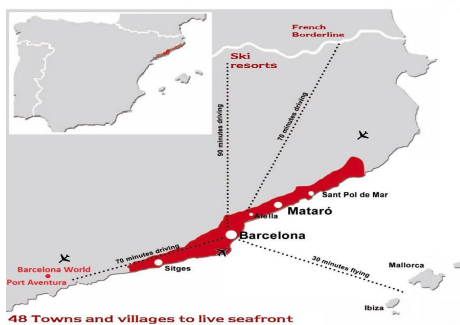 French
Borderline
Ski
resorts
90 minutes driving
70 minutes driving
Sant Pol de Mar
Mataró
Alella
Barcelona
70 minutes driving
Barcelona World
Port Aventura
Sitges
30 minutes flying
Mallorca
Ibiza
48 Towns and villages to live seafront